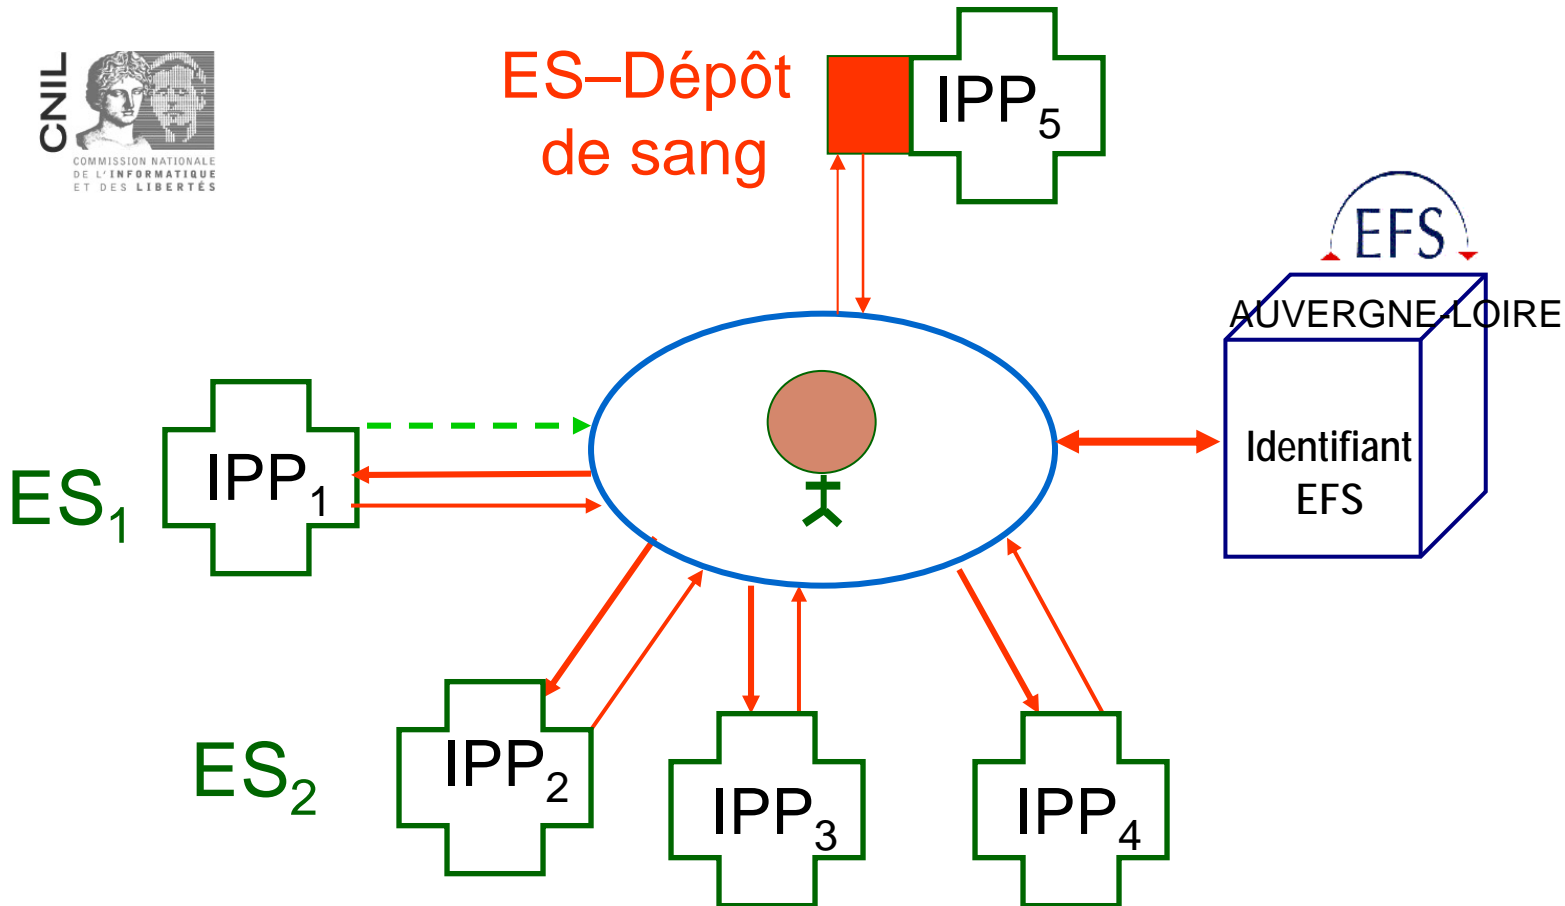 CNIL
COMMISSION NATIONALE
DE L'INFORMATIQUE
ET DES LIBERTÉS
ES–Dépôt
de sang
IPP5
EFS
AUVERGNE-LOIRE
Identifiant
EFS
ES1
IPP1
ES2
IPP2
IPP3
IPP4